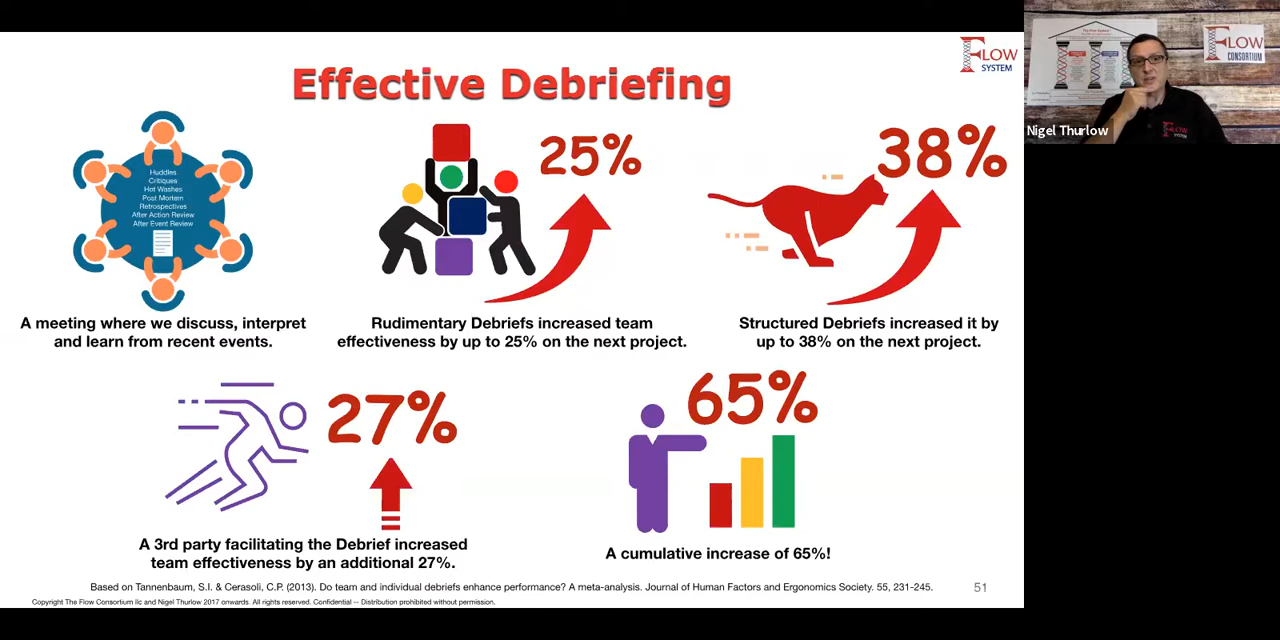 Effective Debriefing
FLOW
SYSTEM
Huddles
Critiques
Hot Washes
Post Mortem
Retrospectives
After Action Review
After Event Review
25%
38%
A meeting where we discuss, interpret
and learn from recent events.
Rudimentary Debriefs increased team
effectiveness by up to 25% on the next project.
Structured Debriefs increased it by
up to 38% on the next project.
27%
65%
A 3rd party facilitating the Debrief increased
team effectiveness by an additional 27%.
A cumulative increase of 65%!
Based on Tannenbaum, S.I. & Cerasoli, C.P. (2013). Do team and individual debriefs enhance performance? A meta-analysis. Journal of Human Factors and Ergonomics Society. 55, 231-245.
51
Copyright The Flow Consortium llc and Nigel Thurlow 2017 onwards. All rights reserved. Confidential -- Distribution prohibited without permission.
The Flow System
FLOW
CONSORTIUM
FLOW
SYSTEM
Nigel Thurlow